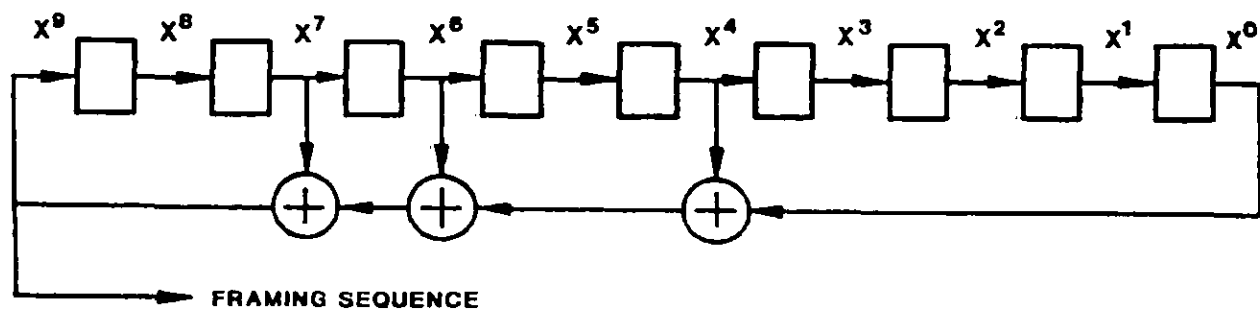 X⁹ X⁸ X⁷ X⁶ X⁵ X⁴ X³ X² X¹ X⁰
FRAMING SEQUENCE